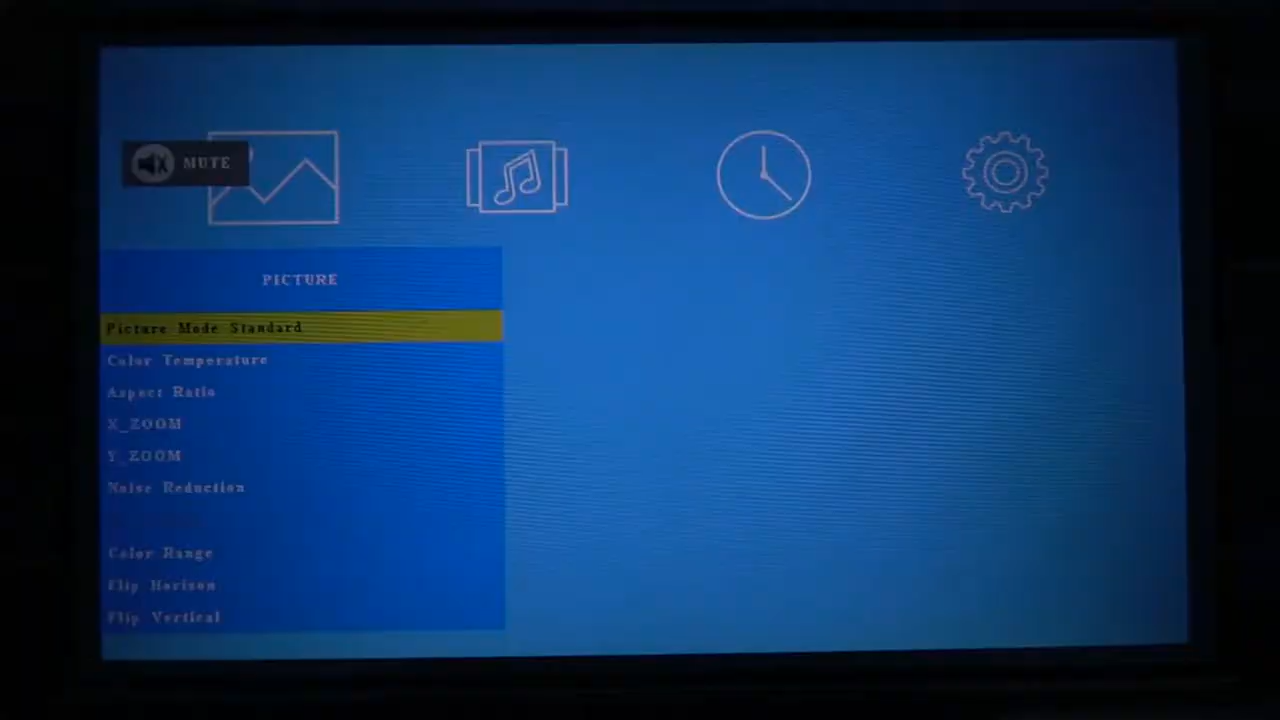 MUTE
PICTURE
Picture Mode Standard
Color Temperature
Aspect Ratio
X_ZOOM
Y_ZOOM
Noise Reduction
Color Range
Flip Horizon
Flip Vertical